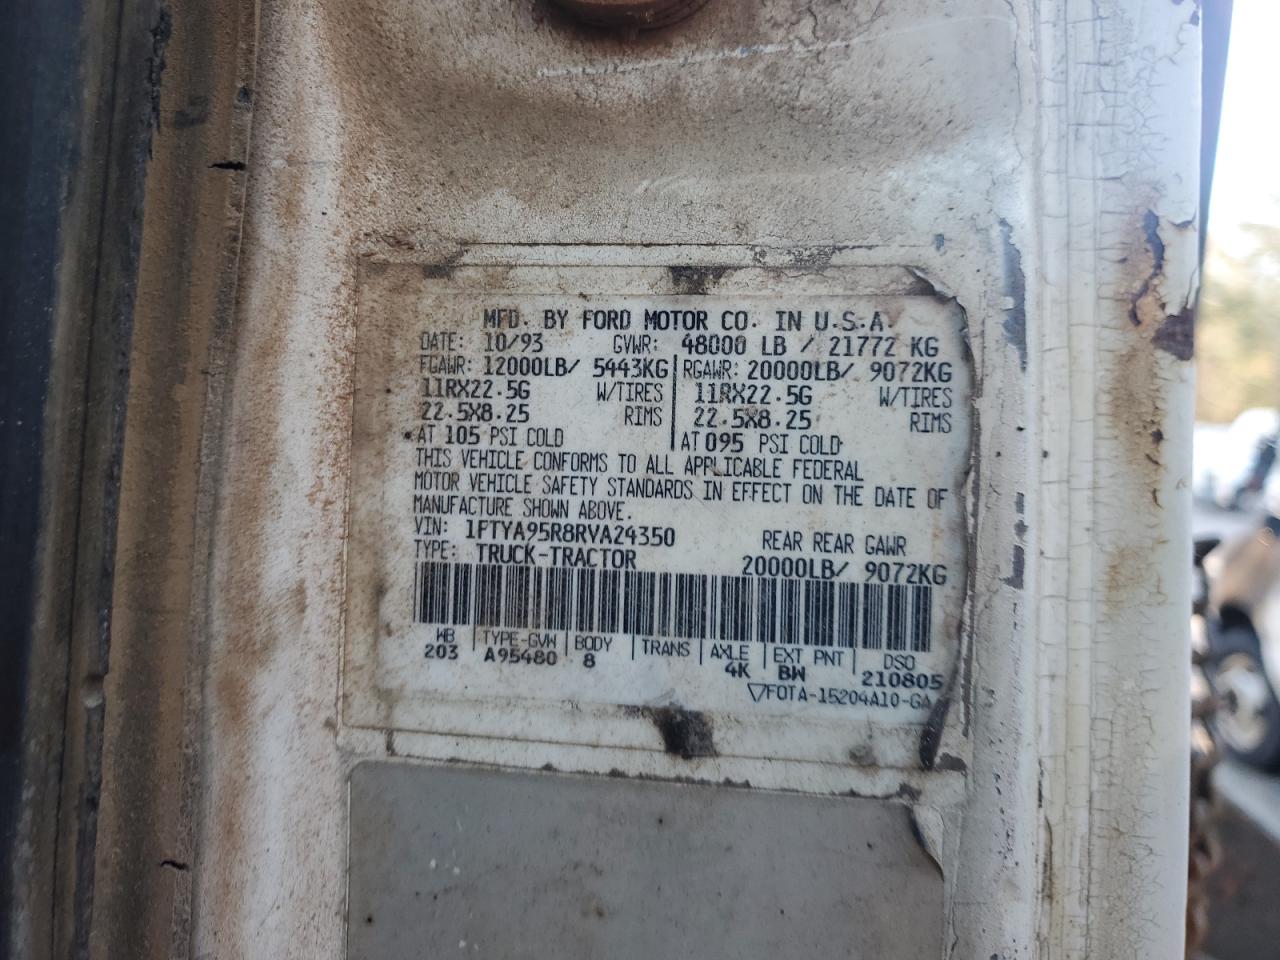 MFD. BY FORD MOTOR CO. IN U.S.A.
DATE: 10/93 GVWR: 48000 LB / 21772 KG
FGAWR: 12000LB/ 5443KG RGAWR: 20000LB/ 9072KG
11RX22.5G W/TIRES 11RX22.5G W/TIRES
22.5X8.25 RIMS 22.5X8.25 RIMS
AT 105 PSI COLD AT 095 PSI COLD
THIS VEHICLE CONFORMS TO ALL APPLICABLE FEDERAL
MOTOR VEHICLE SAFETY STANDARDS IN EFFECT ON THE DATE OF
MANUFACTURE SHOWN ABOVE.
VIN: 1FTYA95R8RVA24350 REAR REAR GAWR
TYPE: TRUCK-TRACTOR 20000LB/ 9072KG
WB TYPE-GVW BODY TRANS AXLE EXT PNT DSO
203 A95480 8 4K BW 210805
▽FOTA-15204A10-GA